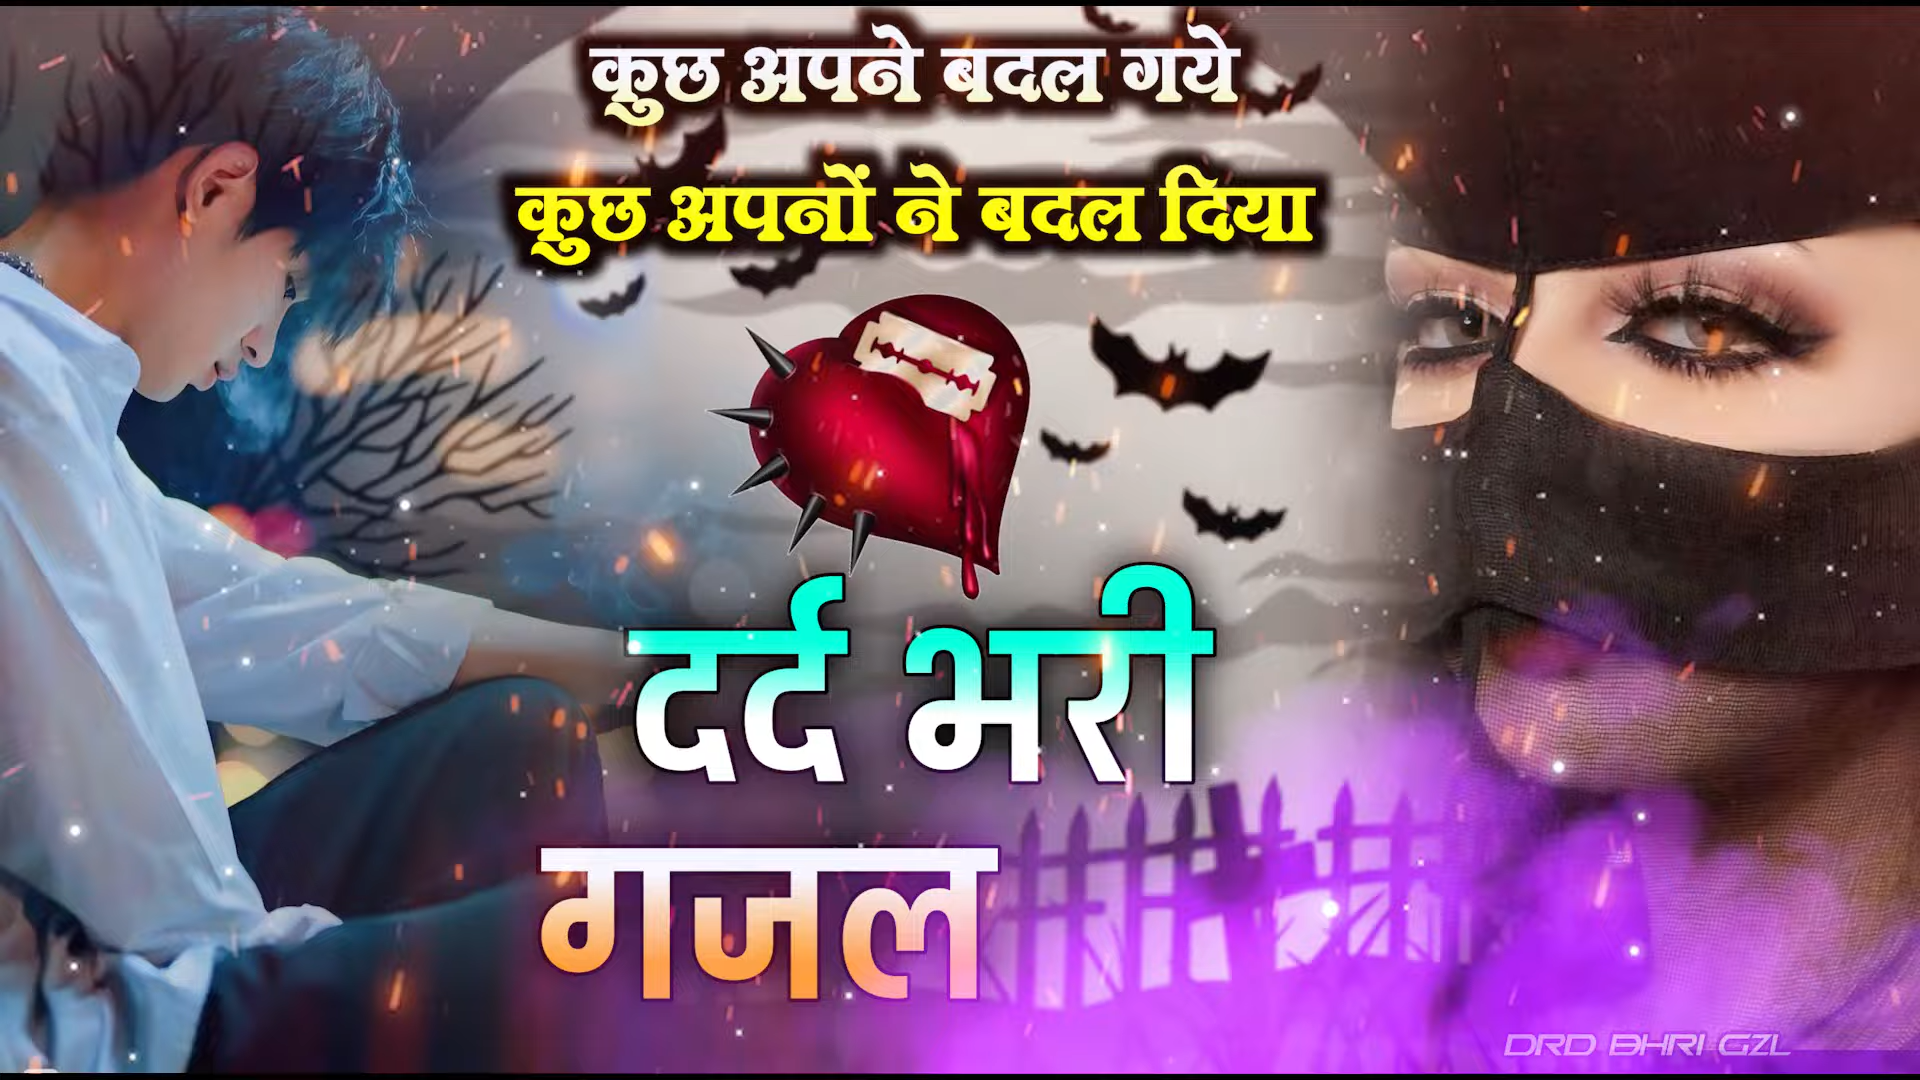 कुछ अपने बदल गये
कुछ अपनों ने बदल दिया
दर्द भरी
गजल
DRD BHRI GZL